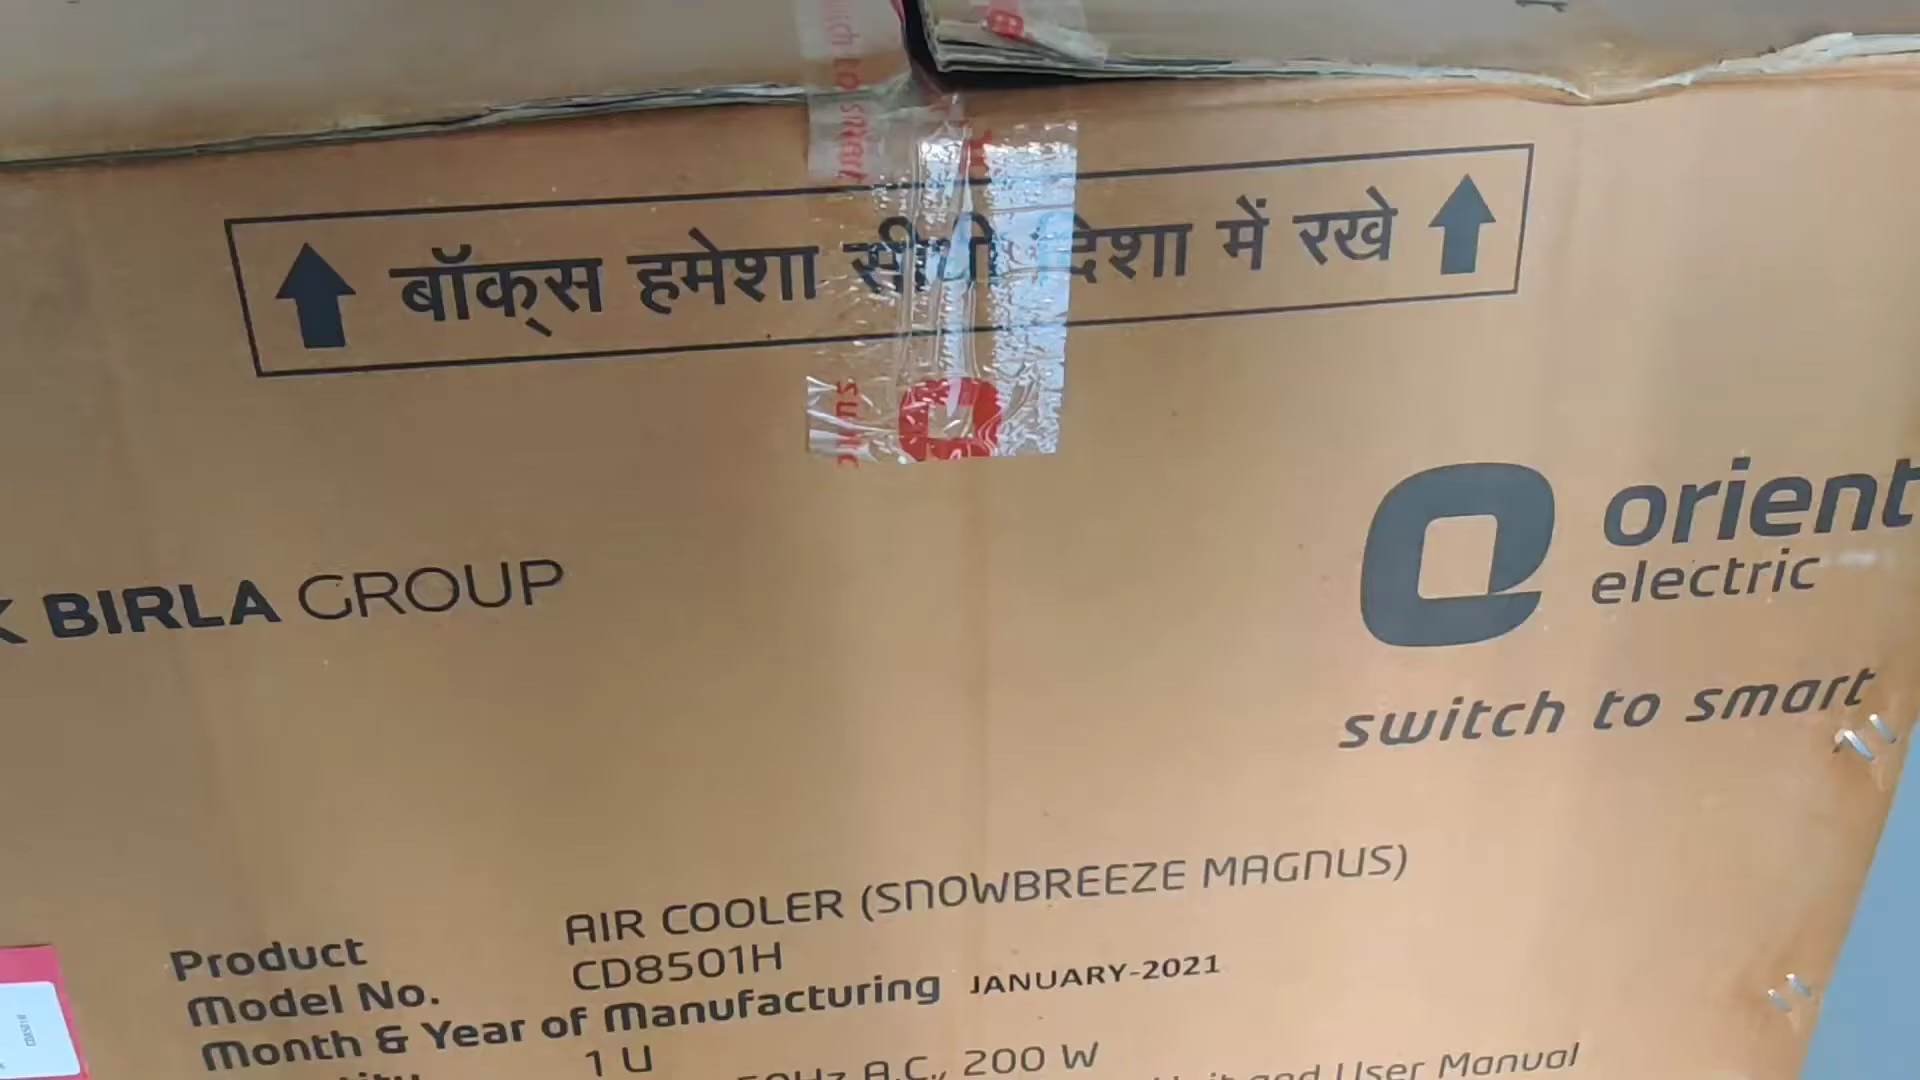 बॉक्स हमेशा सीधी दिशा में रखे
BIRLA GROUP
orient
electric
switch to smart
Product AIR COOLER (SNOWBREEZE MAGNUS)
Model No. CD8501H
Month & Year of Manufacturing JANUARY-2021
1 U
50Hz A.C., 200 W
and User Manual